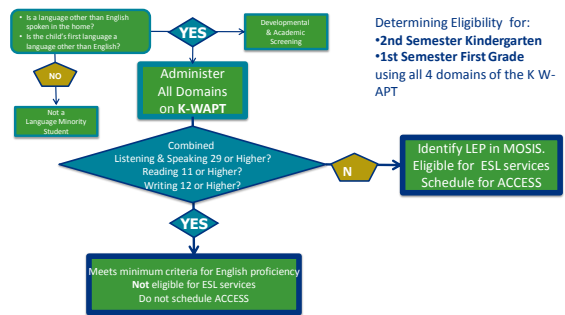 • Is a language other than English
spoken in the home?
• Is the child's first language a
language other than English?
YES
Developmental
& Academic
Screening
Determining Eligibility for:
•2nd Semester Kindergarten
•1st Semester First Grade
using all 4 domains of the K W-
APT
NO
Not a
Language Minority
Student
Administer
All Domains
on K-WAPT
Combined
Listening & Speaking 29 or Higher?
Reading 11 or Higher?
Writing 12 or Higher?
N
Identify LEP in MOSIS.
Eligible for ESL services
Schedule for ACCESS
YES
Meets minimum criteria for English proficiency
Not eligible for ESL services
Do not schedule ACCESS